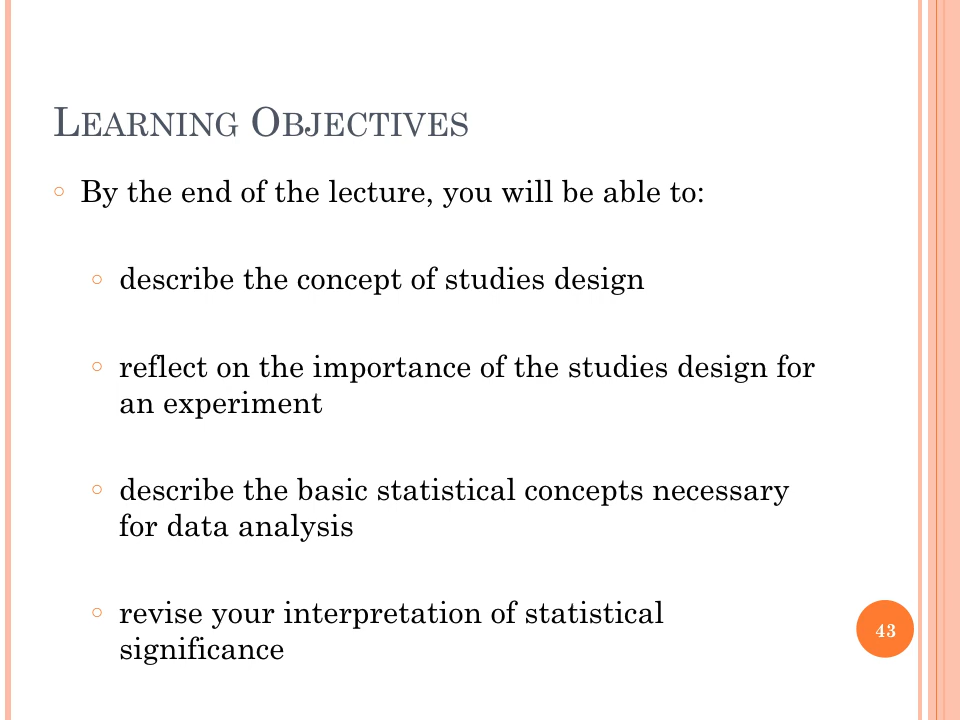 LEARNING OBJECTIVES
○ By the end of the lecture, you will be able to:
○ describe the concept of studies design
○ reflect on the importance of the studies design for
an experiment
○ describe the basic statistical concepts necessary
for data analysis
○ revise your interpretation of statistical
significance
43